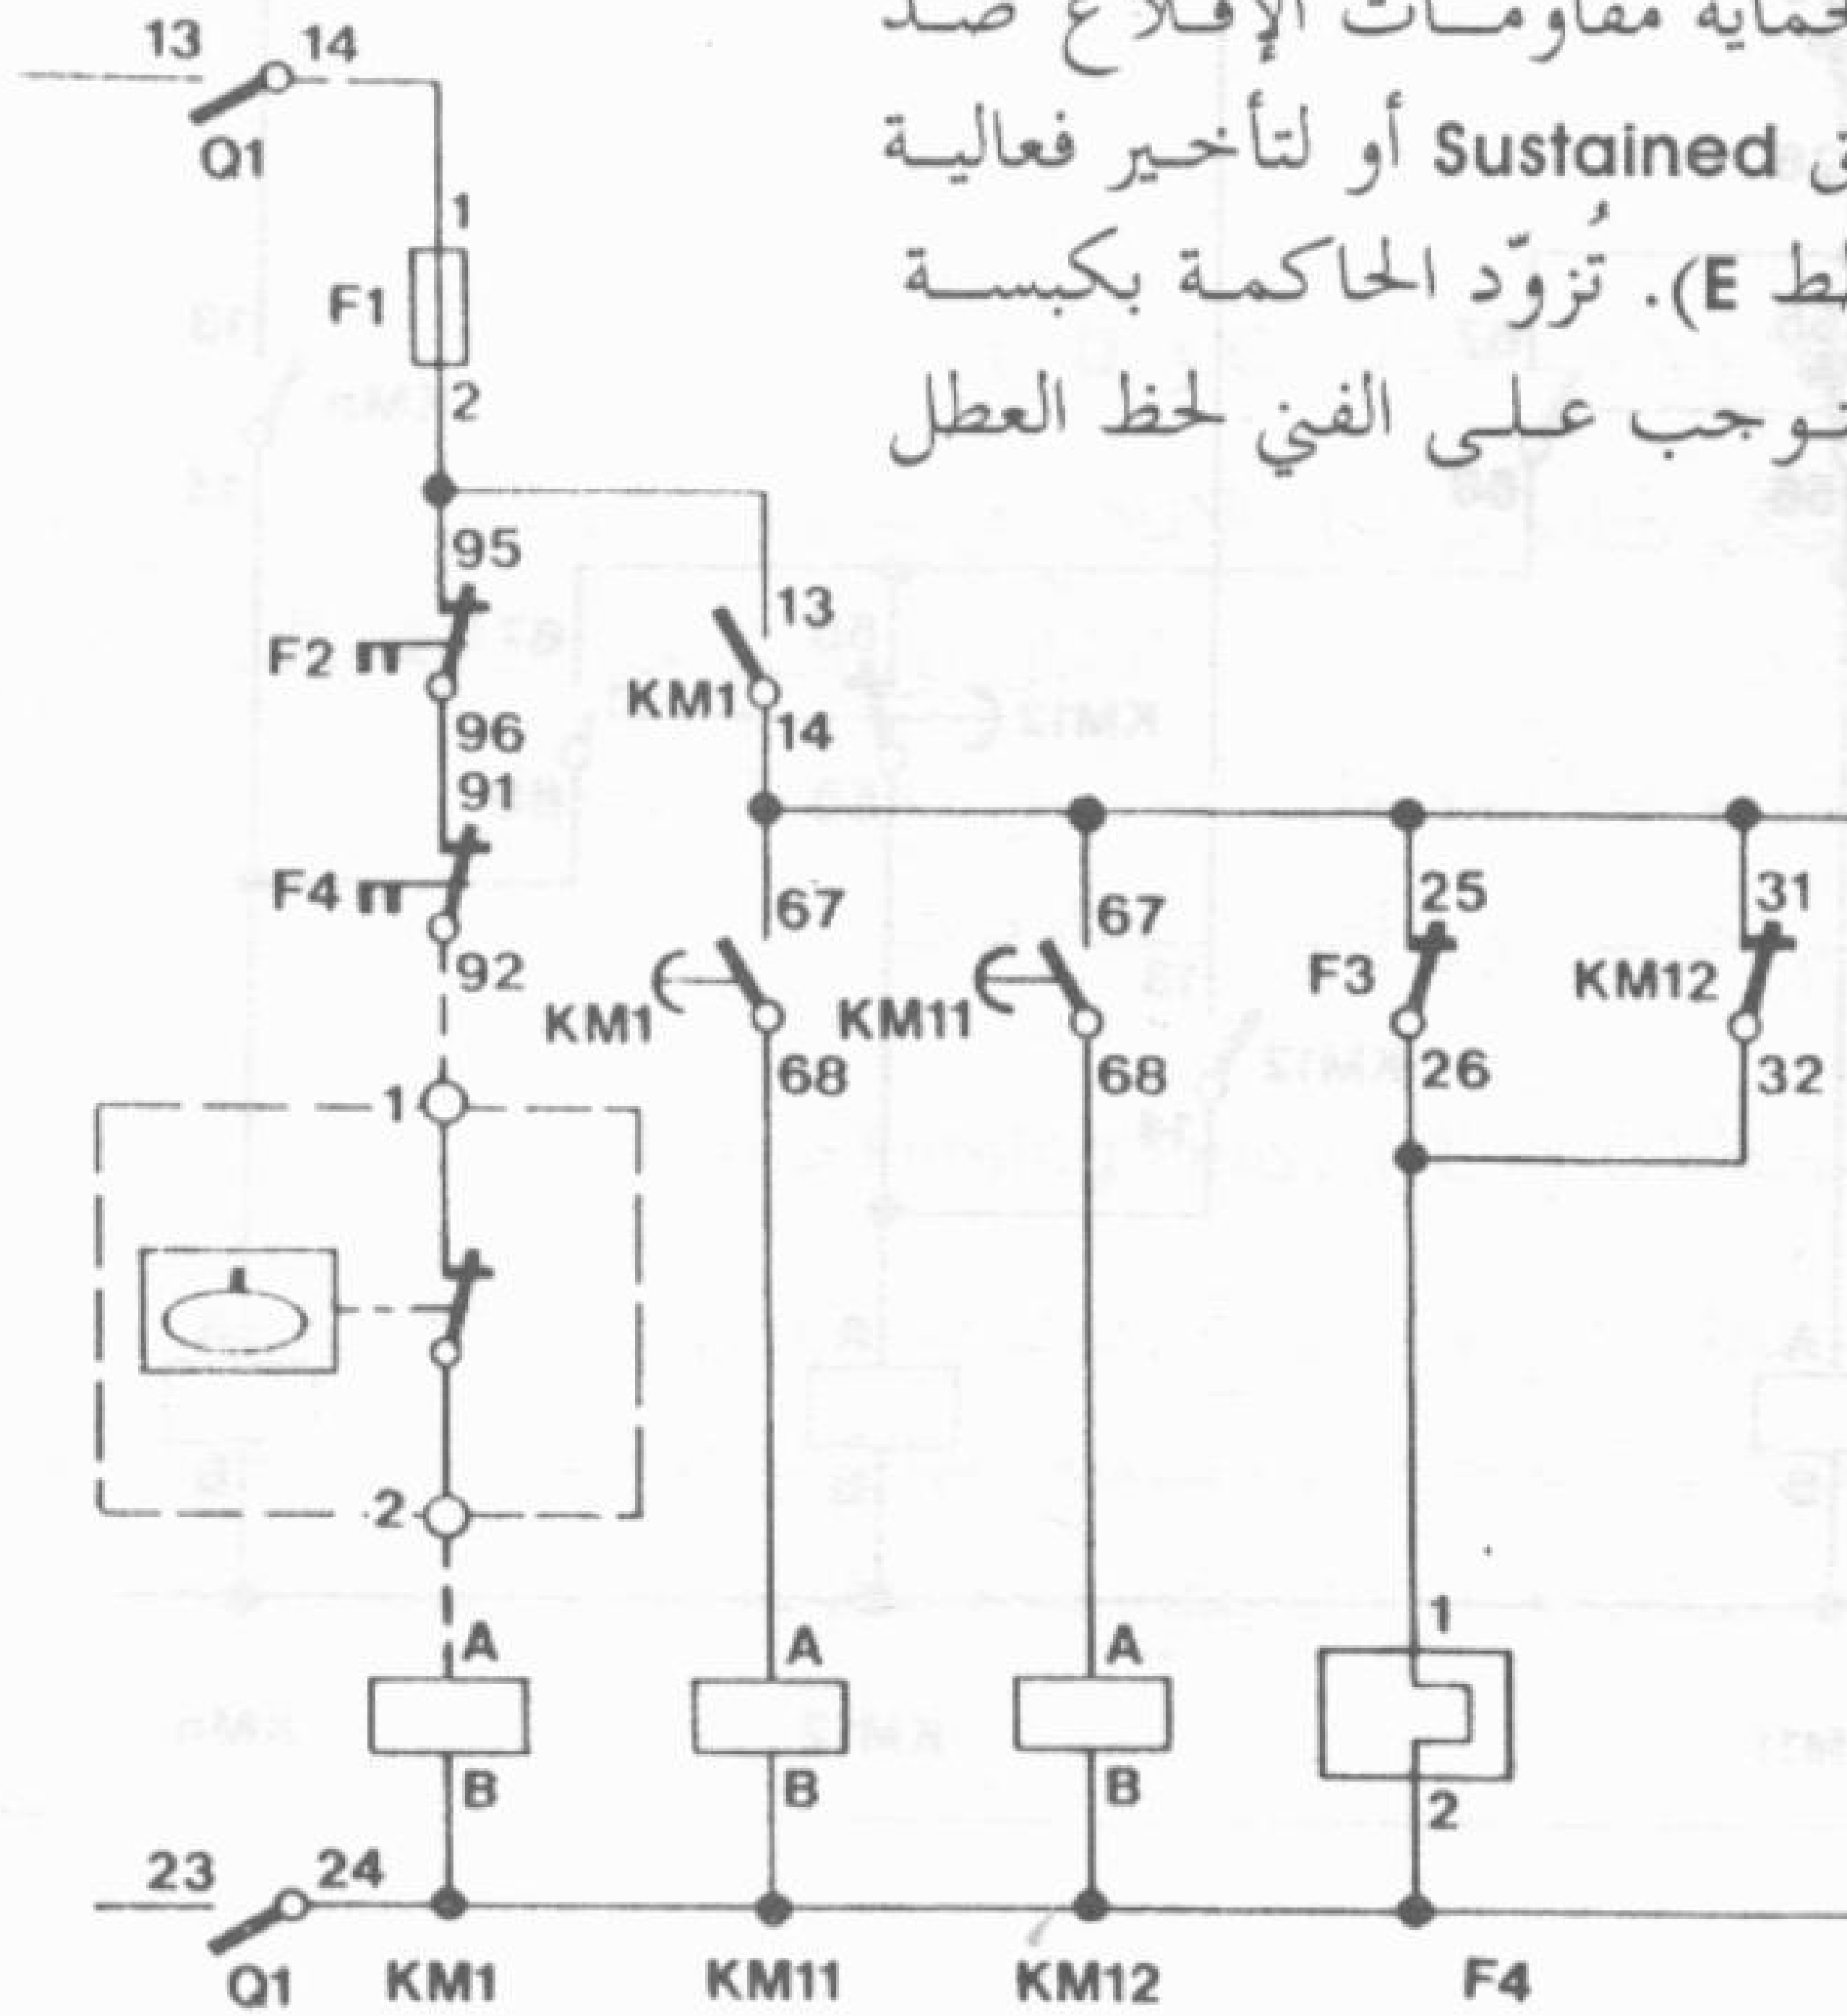 حماية مقاومات الإقلاع ضد
Sustained أو لتأخير فعالية
E). تُزوّد الحاكمة بكبسة
على الفني لحظ العطل
13 14
Q1
1
F1
2
95
F2
96
13
KM1
14
91
F4
92
67
KM1
68
67
KM11
68
25
F3
26
31
KM12
32
1
2
A
B
A
B
A
B
1
2
23 24
Q1 KM1 KM11 KM12 F4